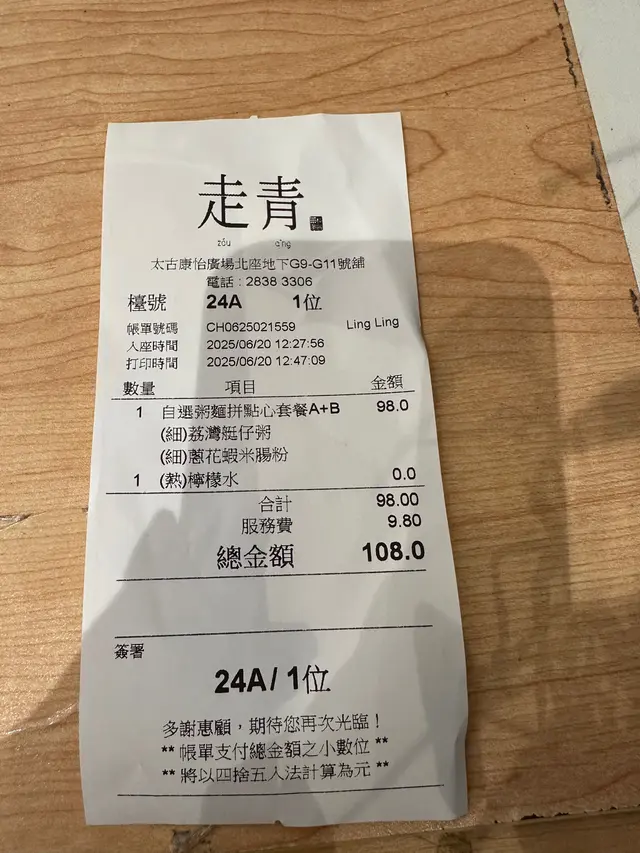 走青
zǒu qīng
太古康怡廣場北座地下G9-G11號舖
電話：2838 3306
檯號 24A 1位
帳單號碼 CH0625021559 Ling Ling
入座時間 2025/06/20 12:27:56
打印時間 2025/06/20 12:47:09
數量 項目 金額
1 自選粥麵拼點心套餐A+B 98.0
(細)荔灣艇仔粥
(細)蔥花蝦米腸粉
1 (熱)檸檬水 0.0
合計 98.00
服務費 9.80
總金額 108.0
簽署
24A/ 1位
多謝惠顧，期待您再次光臨！
** 帳單支付總金額之小數位 **
** 將以四捨五入法計算為元 **